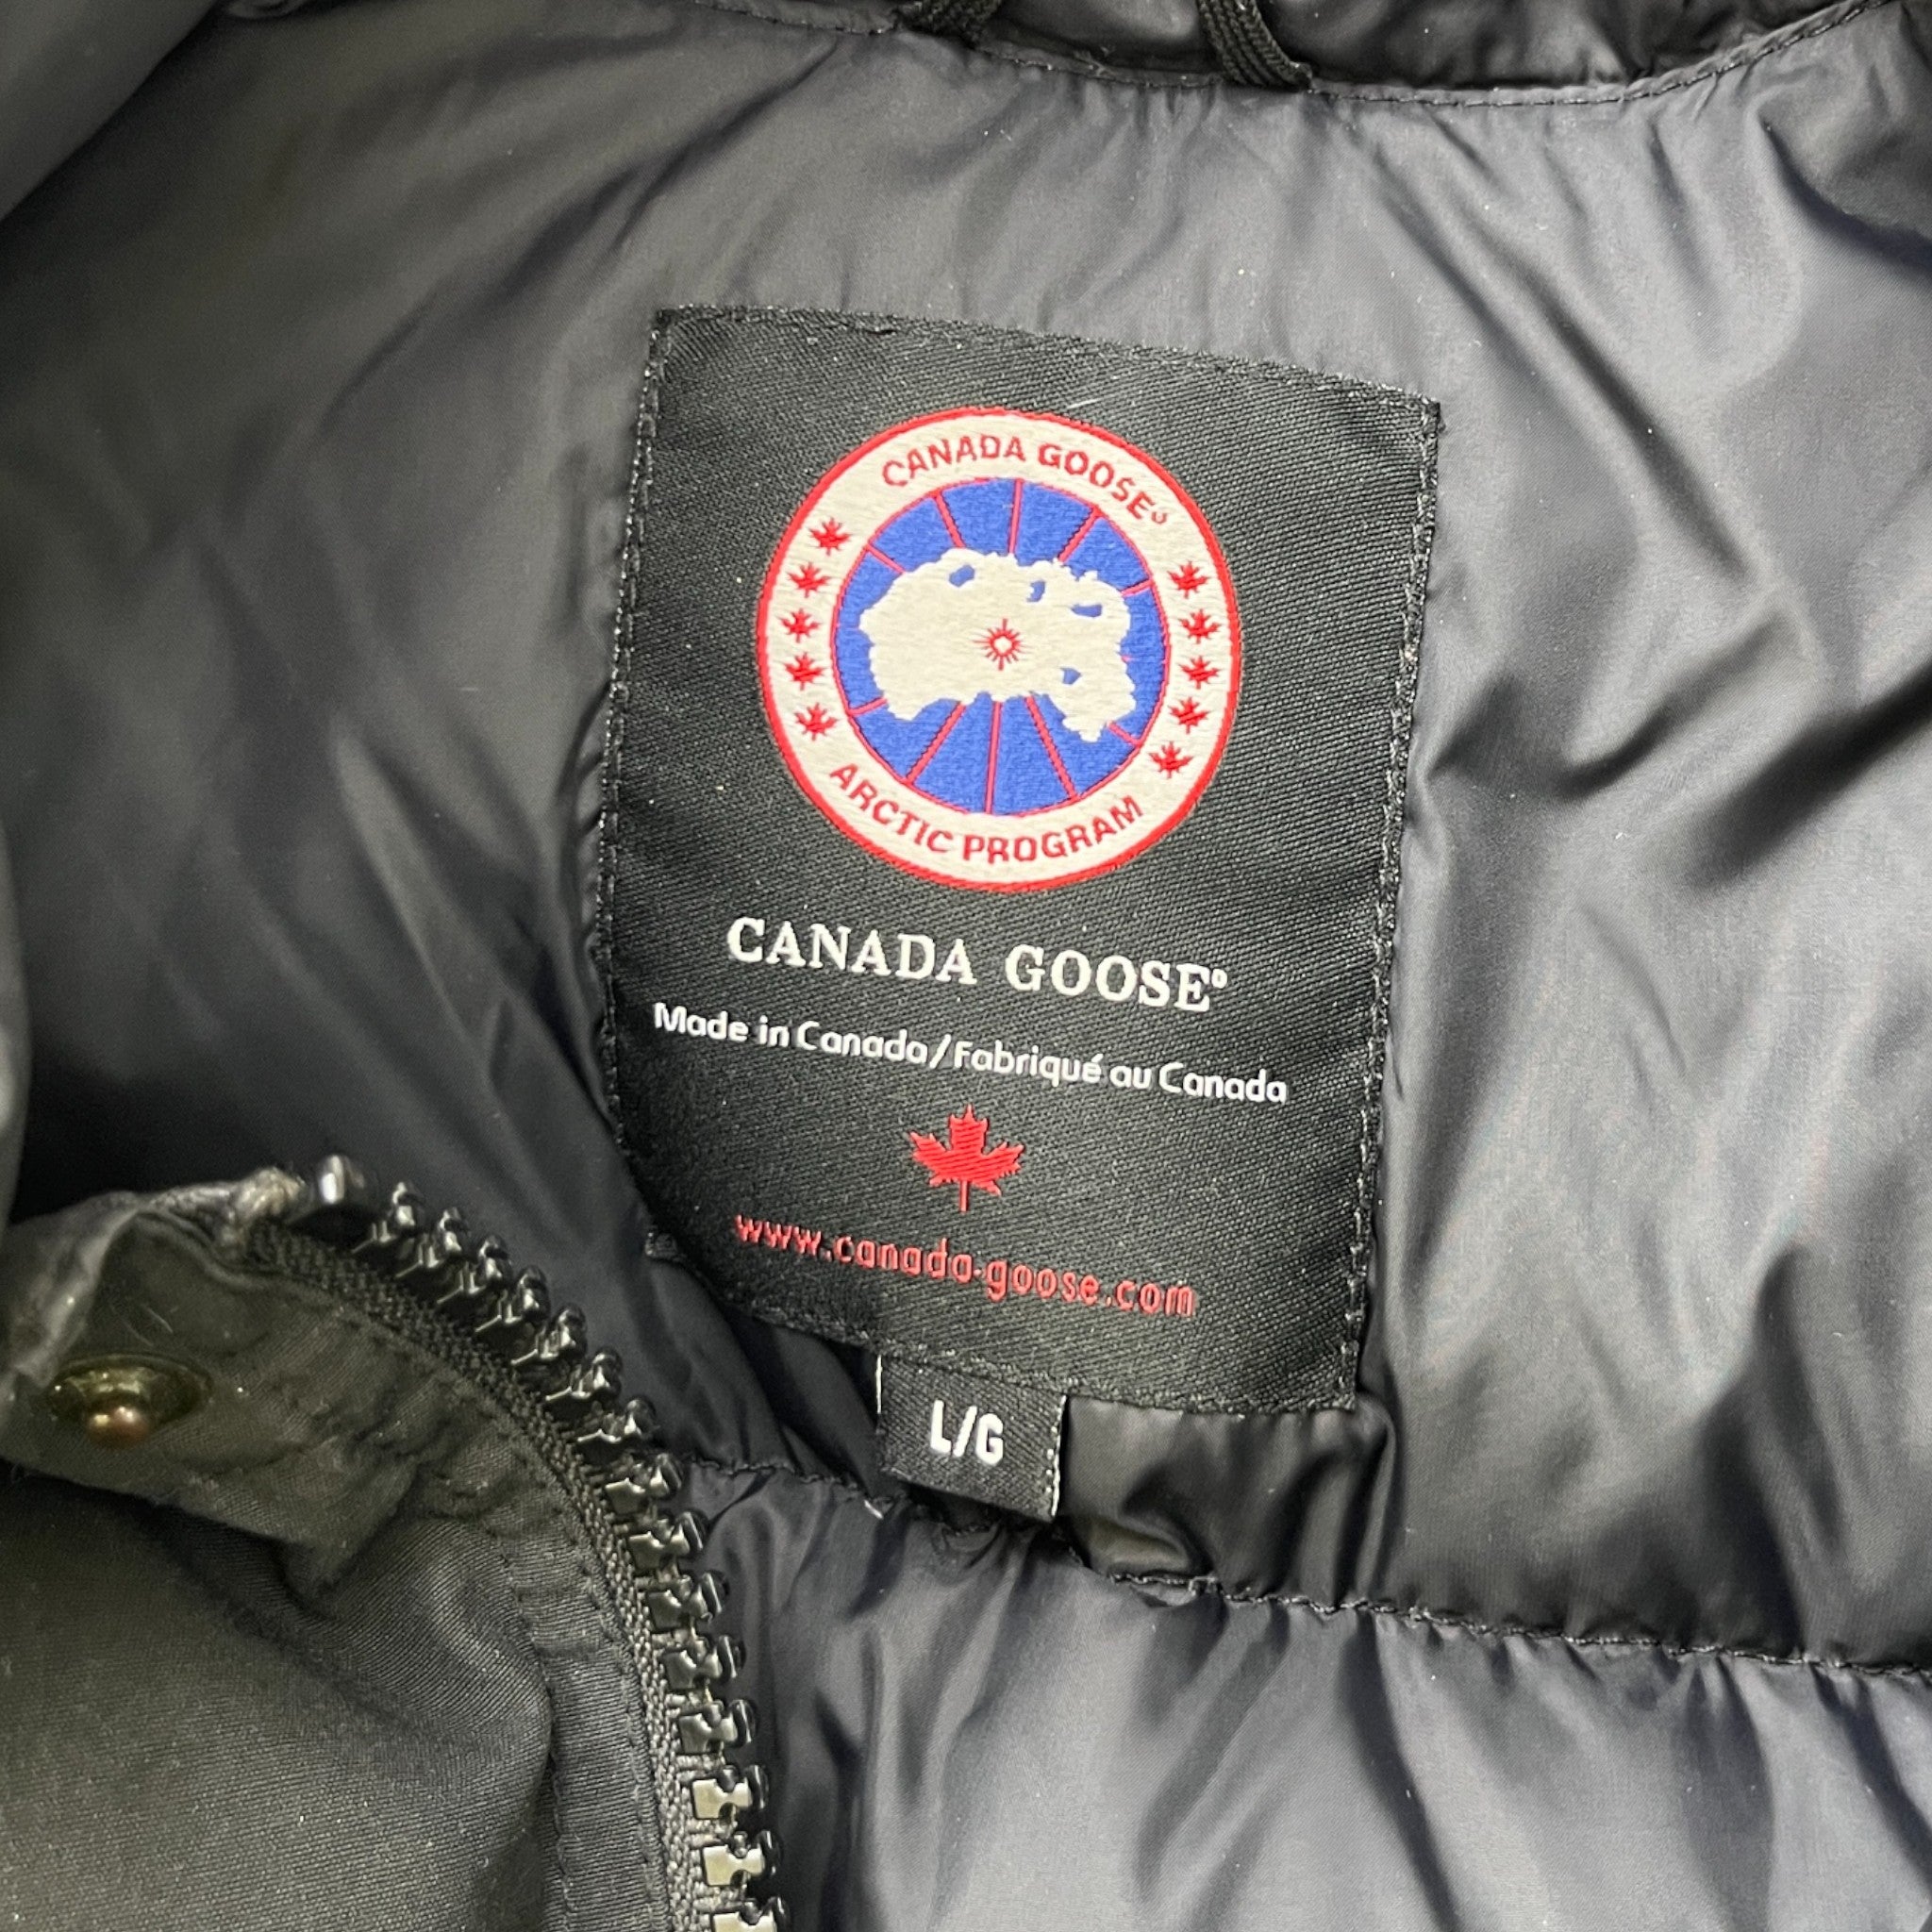 CANADA GOOSE®
ARCTIC PROGRAM
CANADA GOOSE®
Made in Canada/Fabriqué au Canada
www.canada-goose.com
L/G